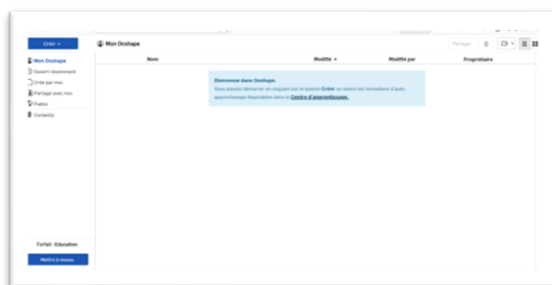 Créer
Mon Onshape
Partager
Mon Onshape
Ouvert récemment
Créé par moi
Partagé avec moi
Public
Corbeille
Nom
Modifié
Modifié par
Propriétaire
Bienvenue dans Onshape.
Vous pouvez démarrer en cliquant sur le bouton Créer ou suivre les formations d'auto-
apprentissage disponibles dans le Centre d'apprentissage.
Forfait : Education
Mettre à niveau